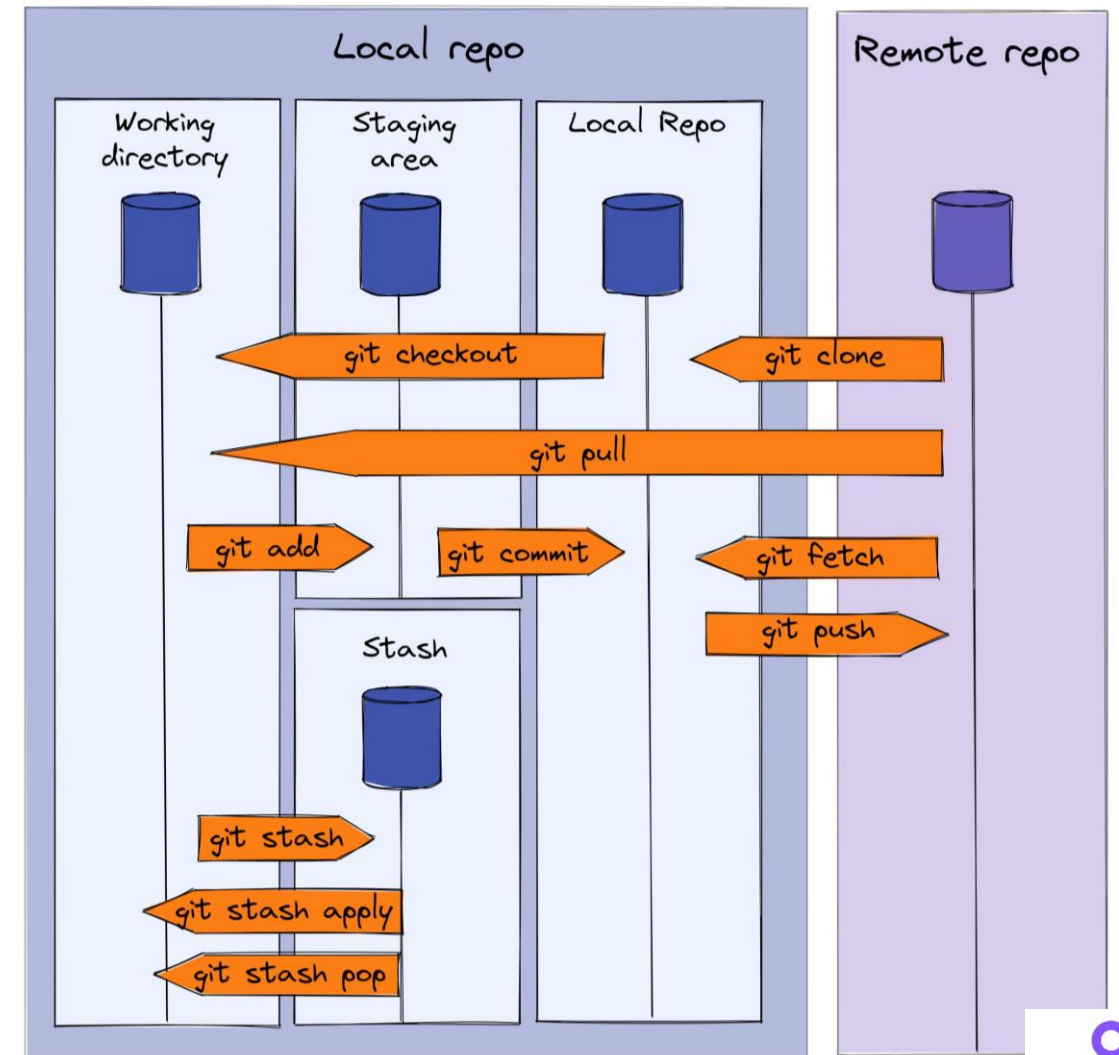 Local repo
Remote repo
Working
directory
Staging
area
Local Repo
git checkout
git clone
git pull
git add
git commit
git fetch
git push
Stash
git stash
git stash apply
git stash pop